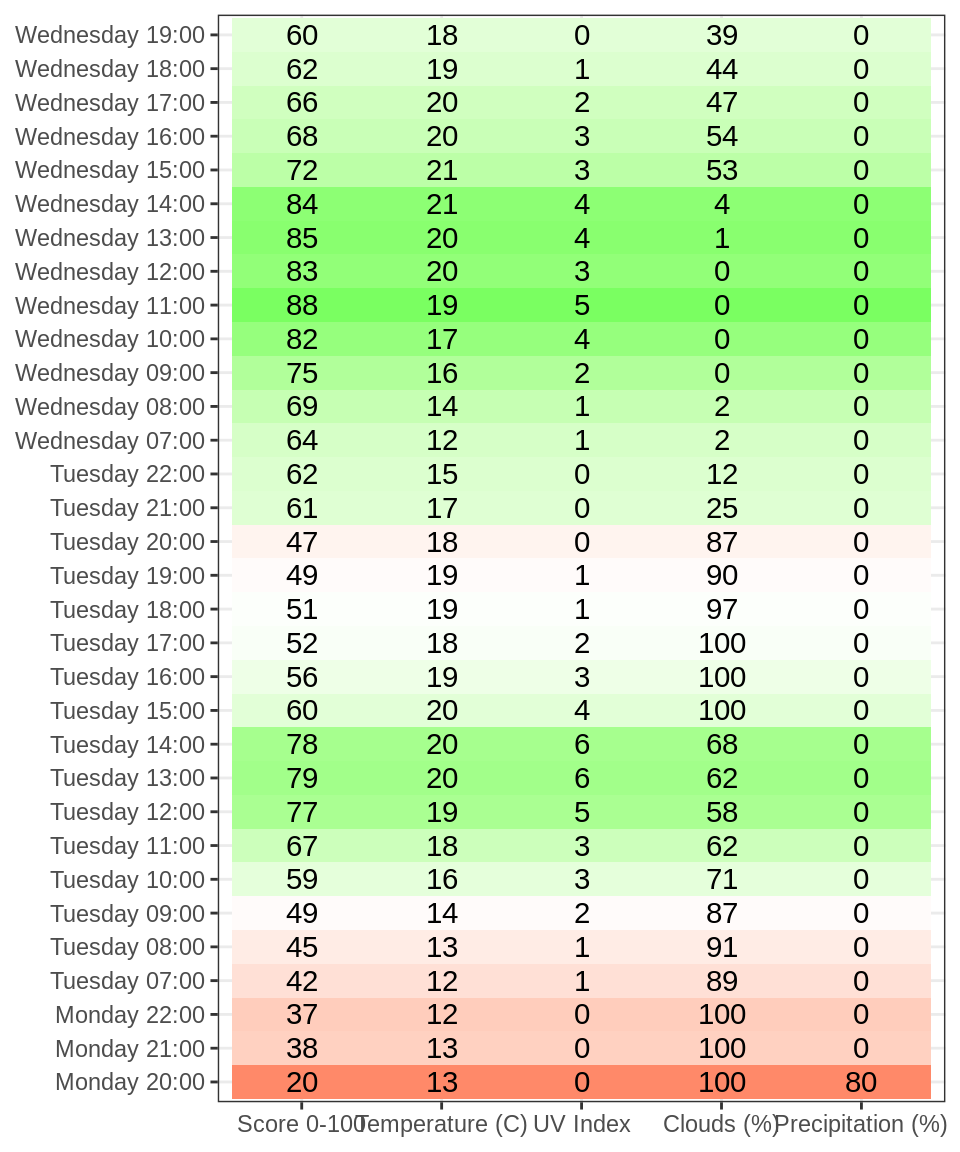 Wednesday 19:00 60 18 0 39 0
Wednesday 18:00 62 19 1 44 0
Wednesday 17:00 66 20 2 47 0
Wednesday 16:00 68 20 3 54 0
Wednesday 15:00 72 21 3 53 0
Wednesday 14:00 84 21 4 4 0
Wednesday 13:00 85 20 4 1 0
Wednesday 12:00 83 20 3 0 0
Wednesday 11:00 88 19 5 0 0
Wednesday 10:00 82 17 4 0 0
Wednesday 09:00 75 16 2 0 0
Wednesday 08:00 69 14 1 2 0
Wednesday 07:00 64 12 1 2 0
Tuesday 22:00 62 15 0 12 0
Tuesday 21:00 61 17 0 25 0
Tuesday 20:00 47 18 0 87 0
Tuesday 19:00 49 19 1 90 0
Tuesday 18:00 51 19 1 97 0
Tuesday 17:00 52 18 2 100 0
Tuesday 16:00 56 19 3 100 0
Tuesday 15:00 60 20 4 100 0
Tuesday 14:00 78 20 6 68 0
Tuesday 13:00 79 20 6 62 0
Tuesday 12:00 77 19 5 58 0
Tuesday 11:00 67 18 3 62 0
Tuesday 10:00 59 16 3 71 0
Tuesday 09:00 49 14 2 87 0
Tuesday 08:00 45 13 1 91 0
Tuesday 07:00 42 12 1 89 0
Monday 22:00 37 12 0 100 0
Monday 21:00 38 13 0 100 0
Monday 20:00 20 13 0 100 80
Score 0-100 Temperature (C) UV Index Clouds (%) Precipitation (%)